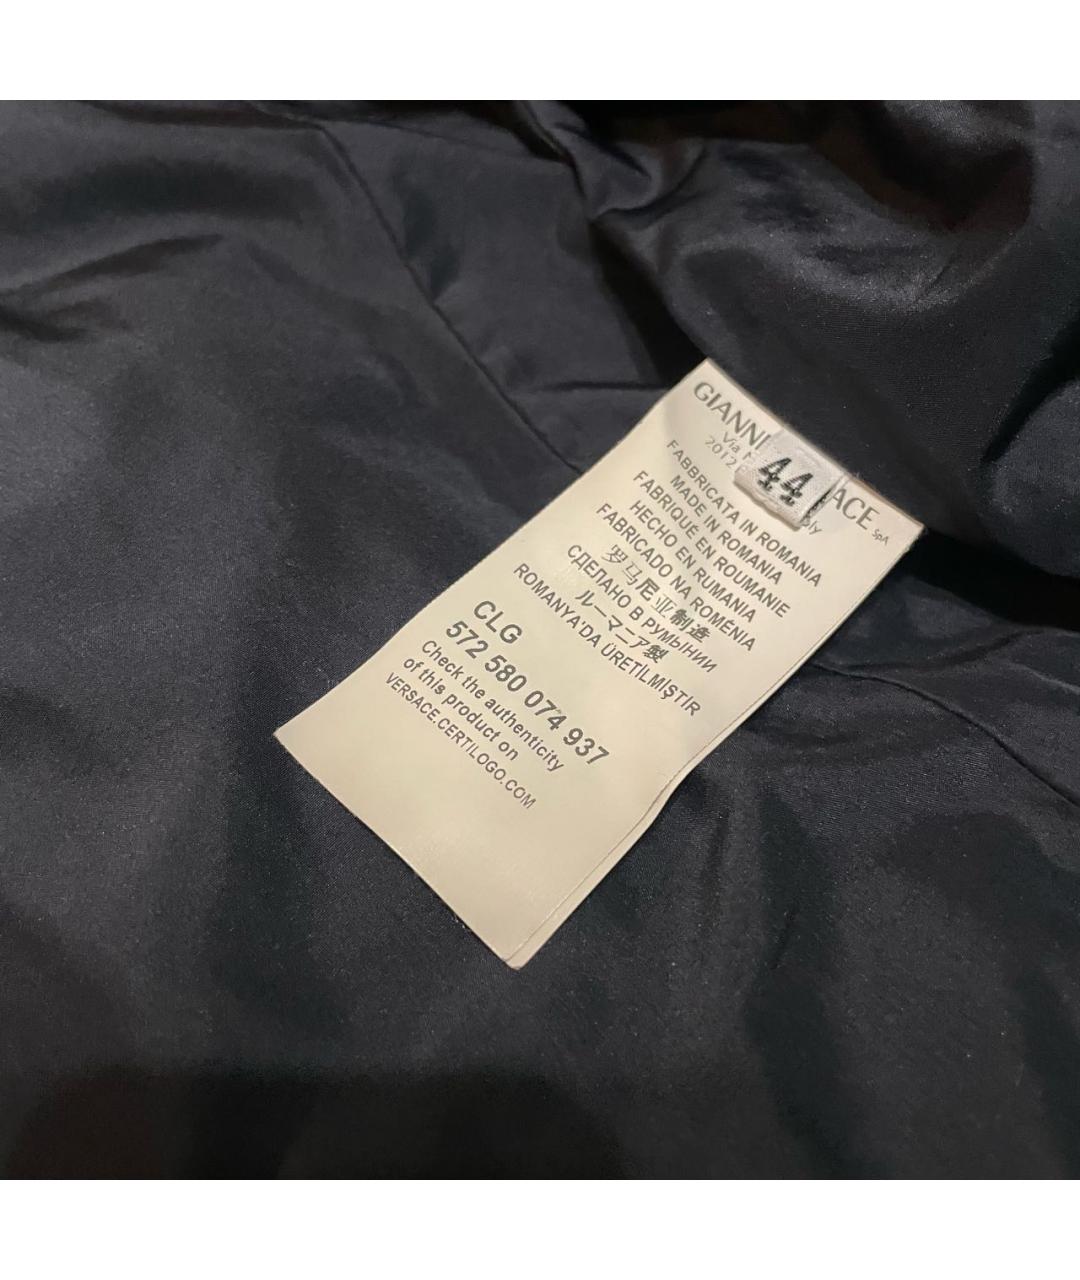 GIANNI ACE SpA
Via
2012
44
FABBRICATA IN ROMANIA
MADE IN ROMANIA
FABRIQUÉ EN ROUMANIE
HECHO EN RUMANIA
FABRICADO NA ROMÉNIA
罗马尼亚制造
СДЕЛАНО В РУМЫНИИ
ルーマニア製
ROMANYA'DA ÜRETİLMİŞTİR
CLG
572 580 074 937
Check the authenticity
of this product on
VERSACE.CERTILOGO.COM